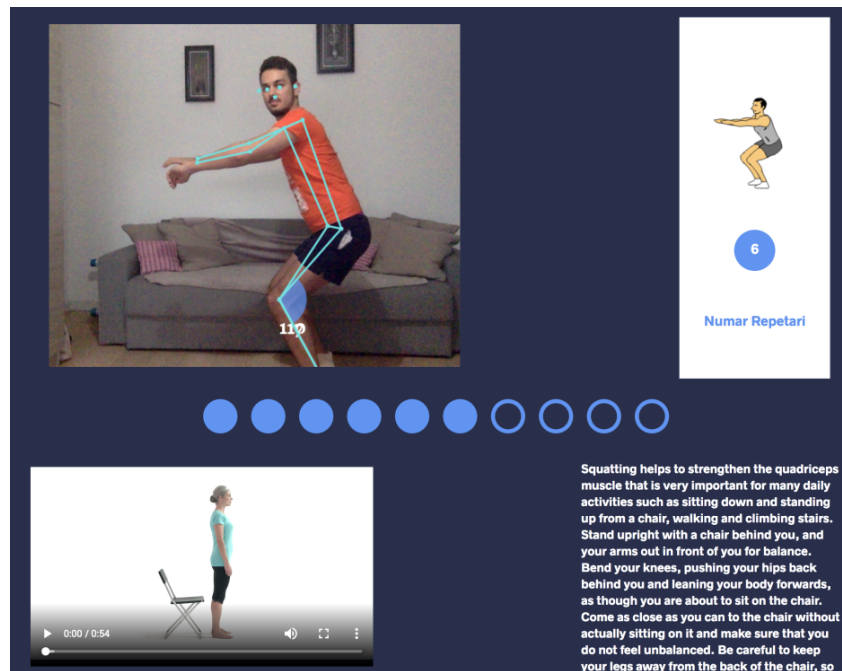 110
6
Numar Repetari
0:00 / 0:54
Squatting helps to strengthen the quadriceps
muscle that is very important for many daily
activities such as sitting down and standing
up from a chair, walking and climbing stairs.
Stand upright with a chair behind you, and
your arms out in front of you for balance.
Bend your knees, pushing your hips back
behind you and leaning your body forwards,
as though you are about to sit on the chair.
Come as close as you can to the chair without
actually sitting on it and make sure that you
do not feel unbalanced. Be careful to keep
your legs away from the back of the chair, so